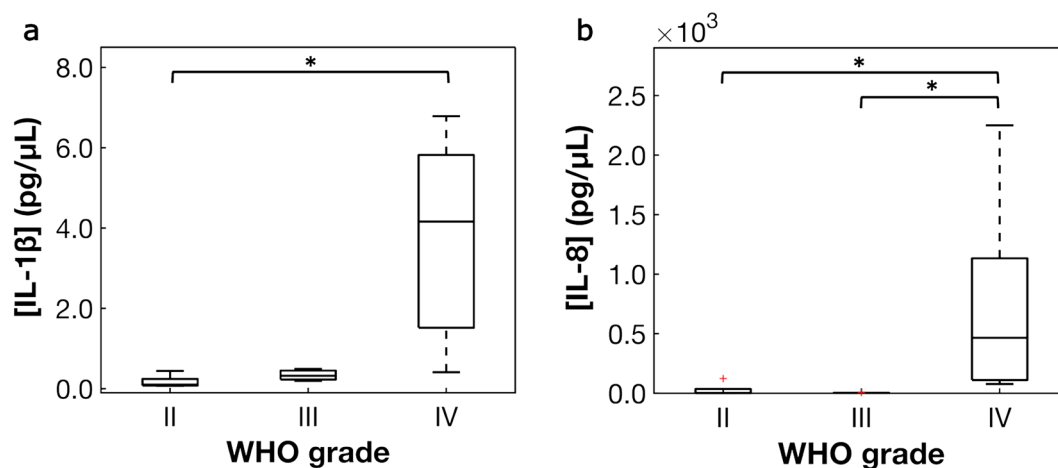 a
*
8.0
6.0
4.0
2.0
0.0
[IL-1β] (pg/µL)
II III IV
WHO grade
b
×10³
*
*
2.5
2.0
1.5
1.0
0.5
0.0
[IL-8] (pg/µL)
II III IV
WHO grade